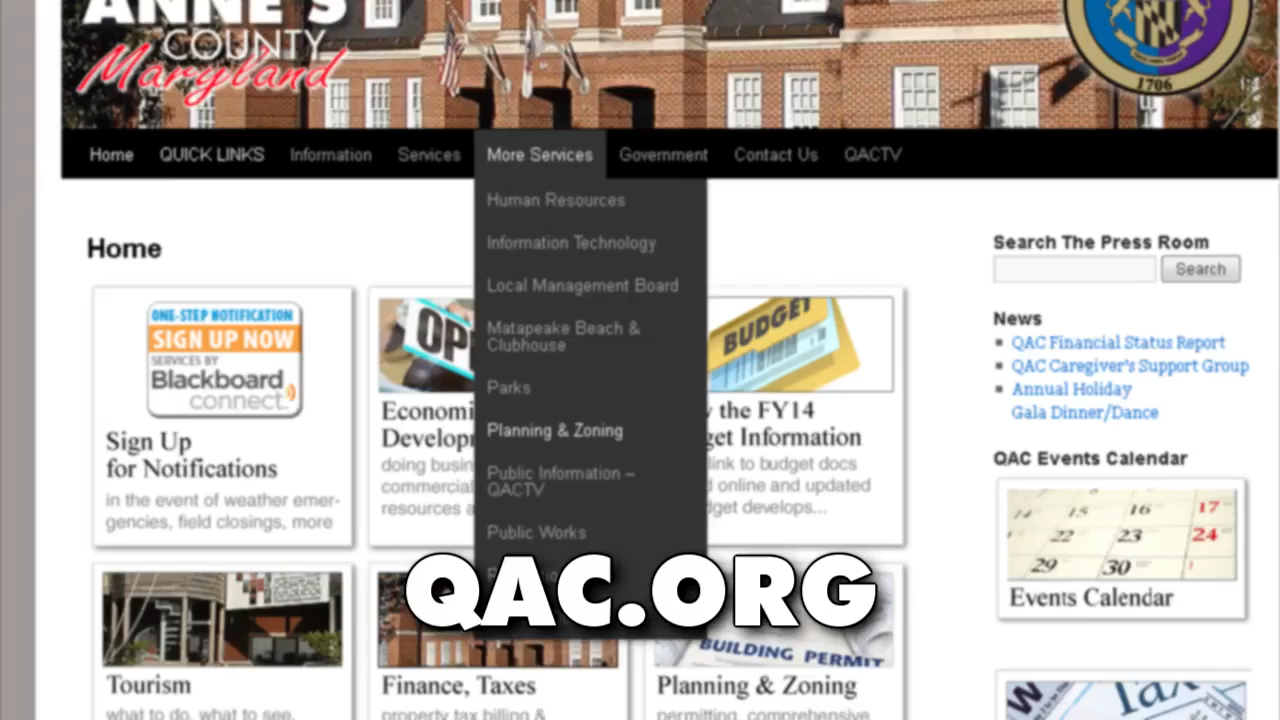 ANNE'S
COUNTY
Maryland
1706
Home QUICK LINKS Information Services More Services Government Contact Us QACTV
Human Resources
Information Technology
Local Management Board
Matapeake Beach &
Clubhouse
Parks
Planning & Zoning
Public Information –
QACTV
Public Works
Home
ONE-STEP NOTIFICATION
SIGN UP NOW
SERVICES BY
Blackboard
connect.
Sign Up
for Notifications
in the event of weather emer-
gencies, field closings, more
OP
Economi
Develop
doing busin
commercial
resources a
BUDGET
the FY14
get Information
link to budget docs
online and updated
dget develops...
Search The Press Room
Search
News
QAC Financial Status Report
QAC Caregiver's Support Group
Annual Holiday
Gala Dinner/Dance
QAC Events Calendar
14 15 16 17
22 23 24
29 30 1
Events Calendar
QAC.ORG
Tourism
what to do, what to see,
Finance, Taxes
property tax billing &
BUILDING PERMIT
Planning & Zoning
permitting, comprehensive
Tax